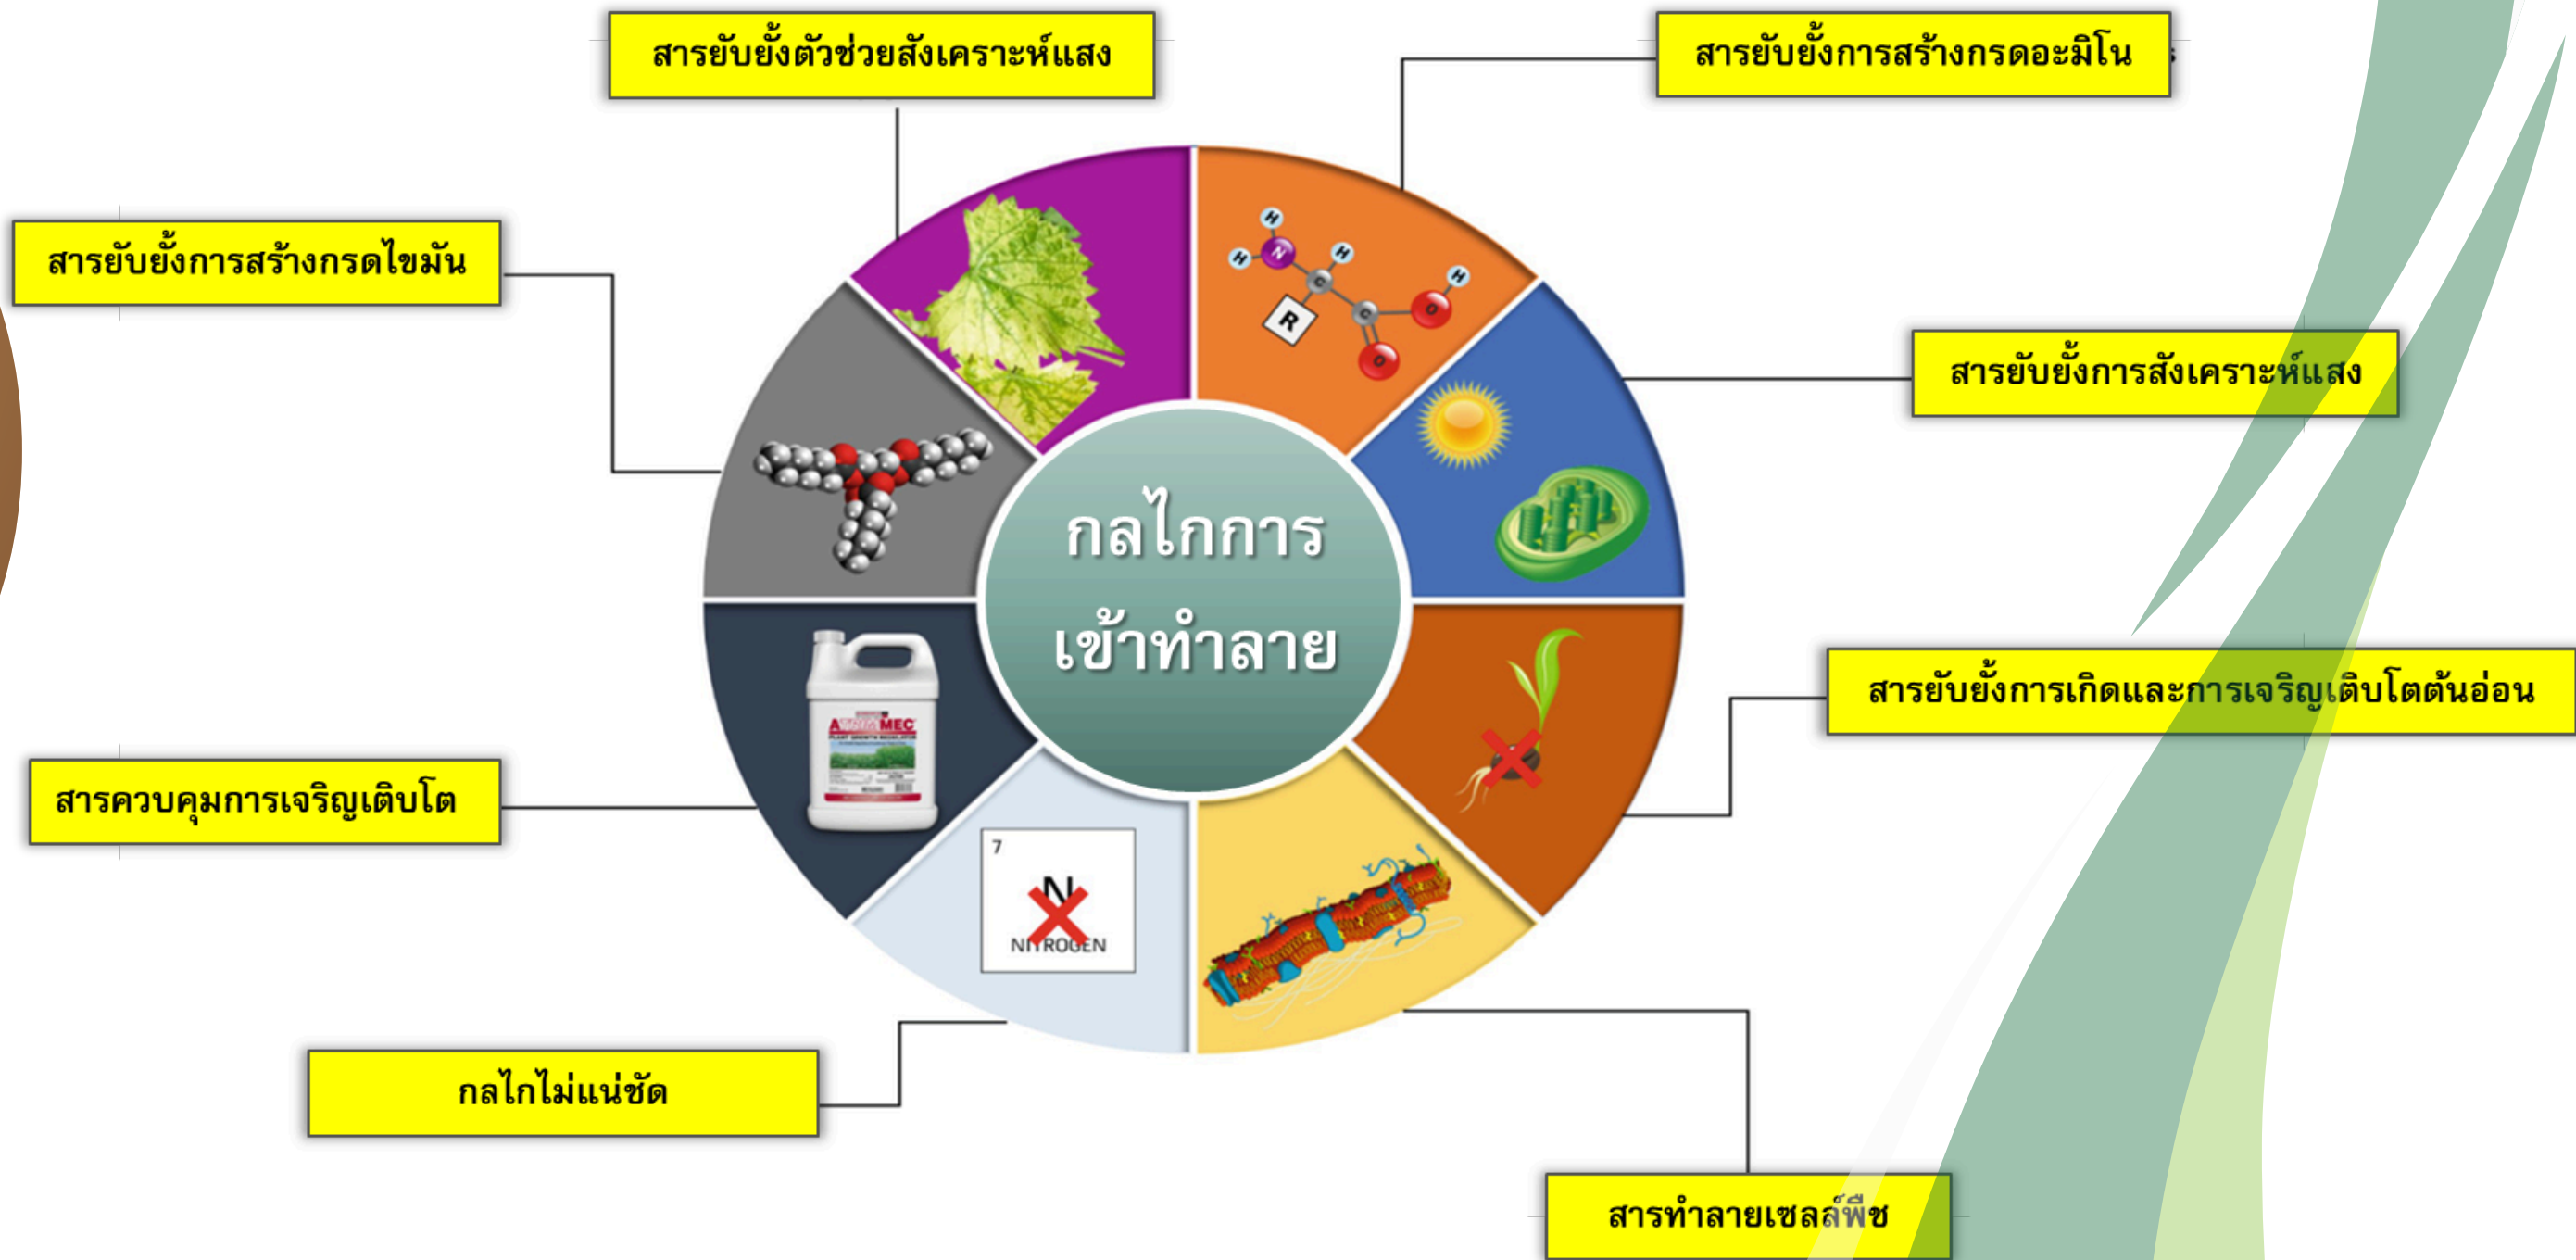 สารยับยั้งตัวช่วยสังเคราะห์แสง
สารยับยั้งการสร้างกรดอะมิโน
สารยับยั้งการสร้างกรดไขมัน
สารยับยั้งการสังเคราะห์แสง
H
H
N
H
C
H
R
C
O
O
กลไกการ
เข้าทำลาย
สารยับยั้งการเกิดและการเจริญเติบโตต้นอ่อน
MEC
PLANT GROWTH REGULATOR
สารควบคุมการเจริญเติบโต
7
N
NITROGEN
กลไกไม่แน่ชัด
สารทำลายเซลล์พืช